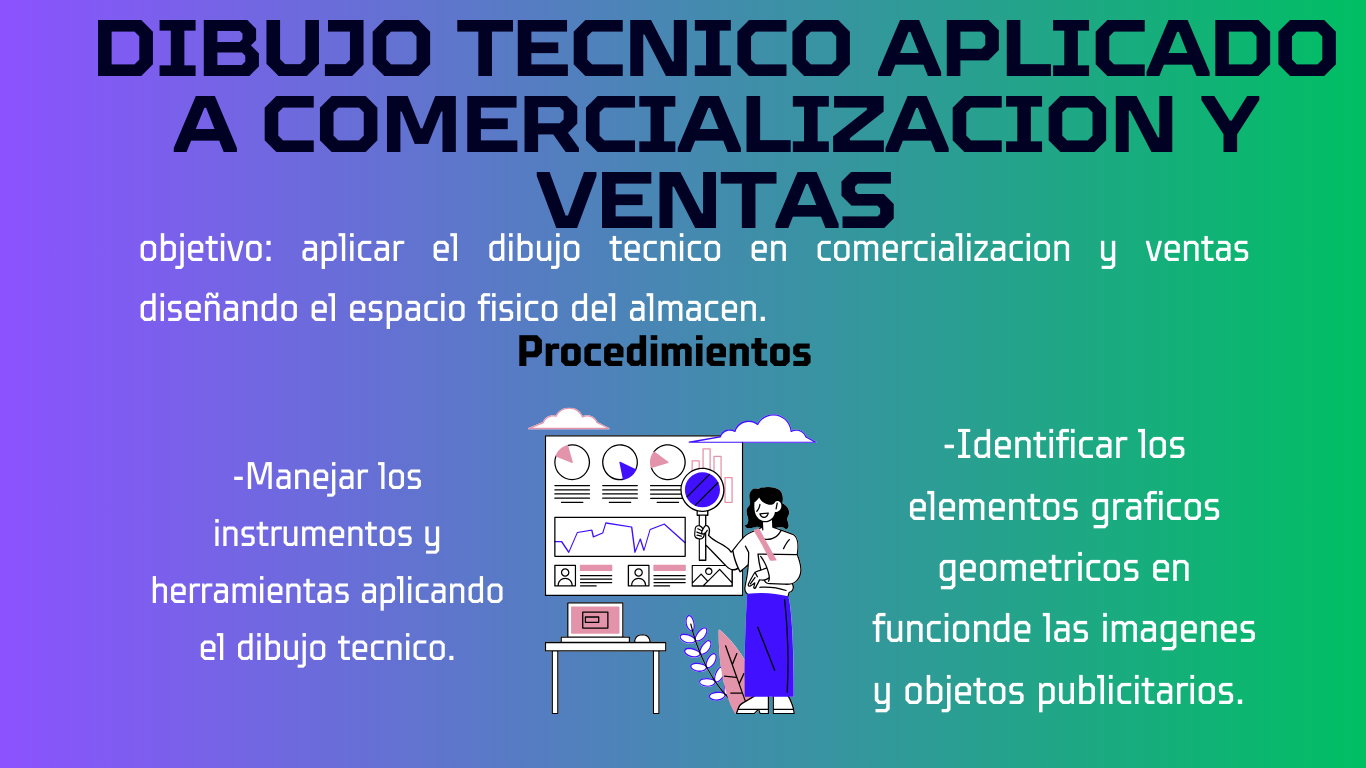 DIBUJO TECNICO APLICADO
A COMERCIALIZACION Y
VENTAS
objetivo: aplicar el dibujo tecnico en comercializacion y ventas
diseñando el espacio fisico del almacen.
Procedimientos
-Manejar los
instrumentos y
herramientas aplicando
el dibujo tecnico.
-Identificar los
elementos graficos
geometricos en
funcionde las imagenes
y objetos publicitarios.